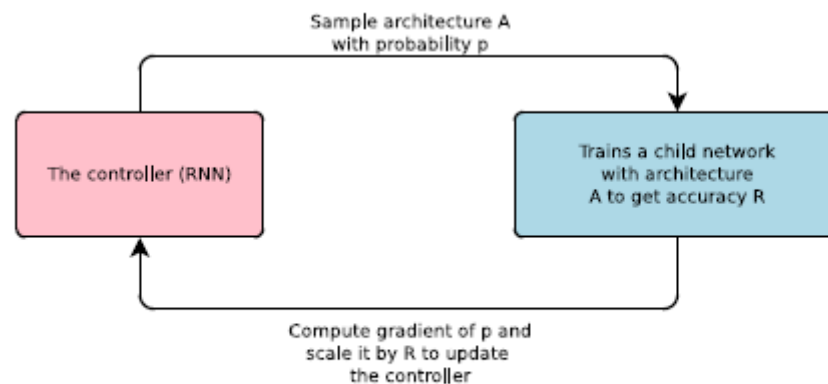 Sample architecture A
with probability p
The controller (RNN)
Trains a child network
with architecture
A to get accuracy R
Compute gradient of p and
scale it by R to update
the controller